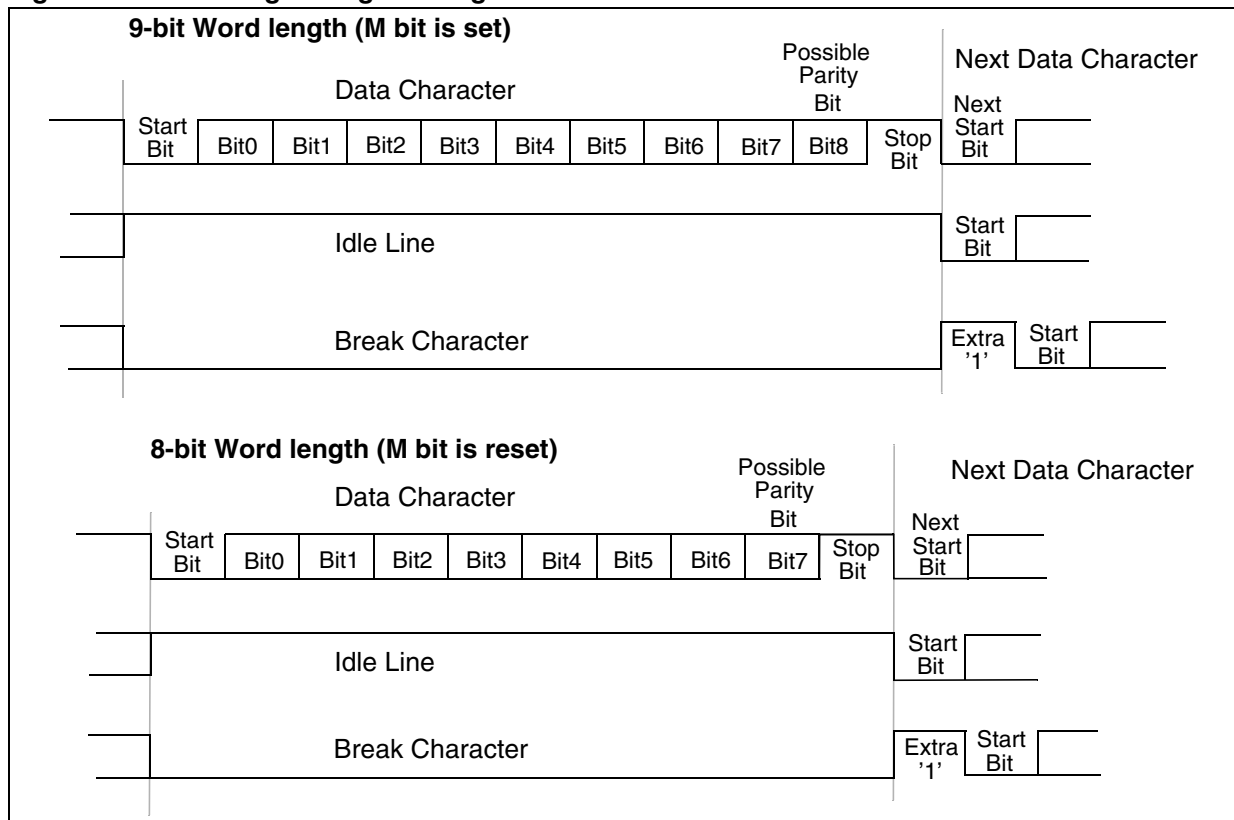 9-bit Word length (M bit is set)
Possible
Parity
Bit
Next Data Character
Data Character
Start
Bit
Bit0
Bit1
Bit2
Bit3
Bit4
Bit5
Bit6
Bit7
Bit8
Stop
Bit
Next
Start
Bit
Idle Line
Start
Bit
Break Character
Extra
'1'
Start
Bit
8-bit Word length (M bit is reset)
Possible
Parity
Bit
Next Data Character
Data Character
Start
Bit
Bit0
Bit1
Bit2
Bit3
Bit4
Bit5
Bit6
Bit7
Stop
Bit
Next
Start
Bit
Idle Line
Start
Bit
Break Character
Extra
'1'
Start
Bit